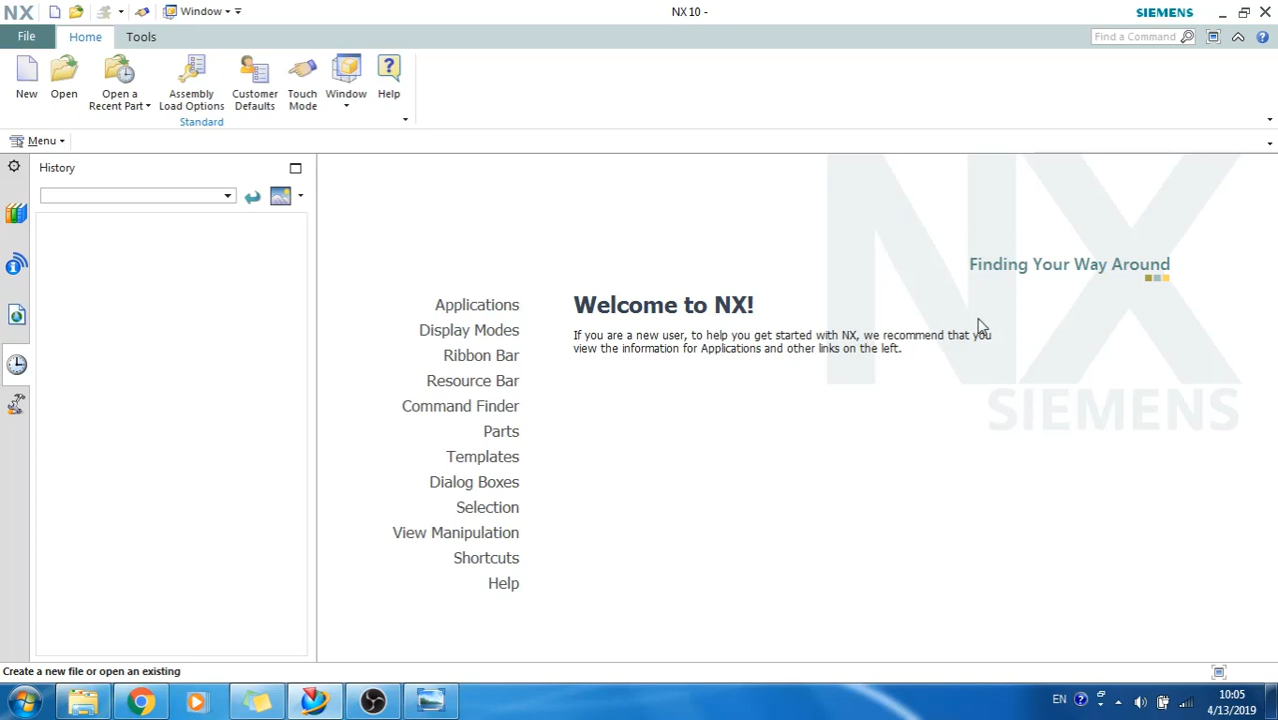 NX Window NX 10 - SIEMENS
File Home Tools Find a Command
New Open Open a Recent Part Assembly Load Options Customer Defaults Touch Mode Window Help
Standard
Menu
History
Finding Your Way Around
NX
SIEMENS
Applications
Display Modes
Ribbon Bar
Resource Bar
Command Finder
Parts
Templates
Dialog Boxes
Selection
View Manipulation
Shortcuts
Help
Welcome to NX!
If you are a new user, to help you get started with NX, we recommend that you
view the information for Applications and other links on the left.
Create a new file or open an existing
EN 10:05
4/13/2019